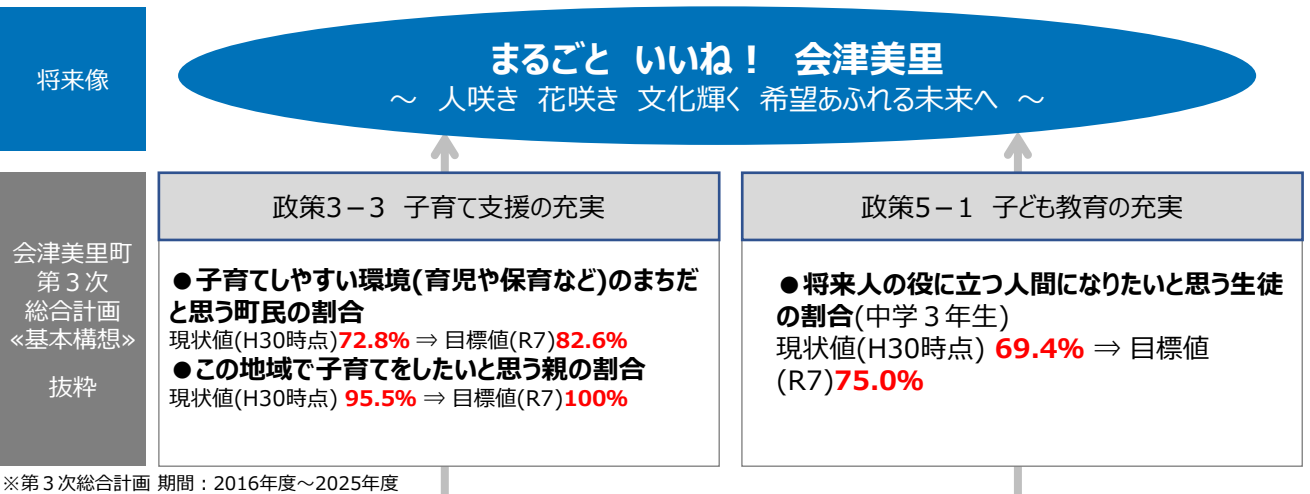 将来像
まるごと いいね！ 会津美里
～ 人咲き 花咲き 文化輝く 希望あふれる未来へ ～
会津美里町
第３次
総合計画
«基本構想»
抜粋
政策3－3 子育て支援の充実
●子育てしやすい環境(育児や保育など)のまちだ
と思う町民の割合
現状値(H30時点)72.8% ⇒ 目標値(R7)82.6%
●この地域で子育てをしたいと思う親の割合
現状値(H30時点) 95.5% ⇒ 目標値(R7)100%
政策5－1 子ども教育の充実
●将来人の役に立つ人間になりたいと思う生徒
の割合(中学３年生)
現状値(H30時点) 69.4% ⇒ 目標値
(R7)75.0%
※第３次総合計画 期間：2016年度～2025年度